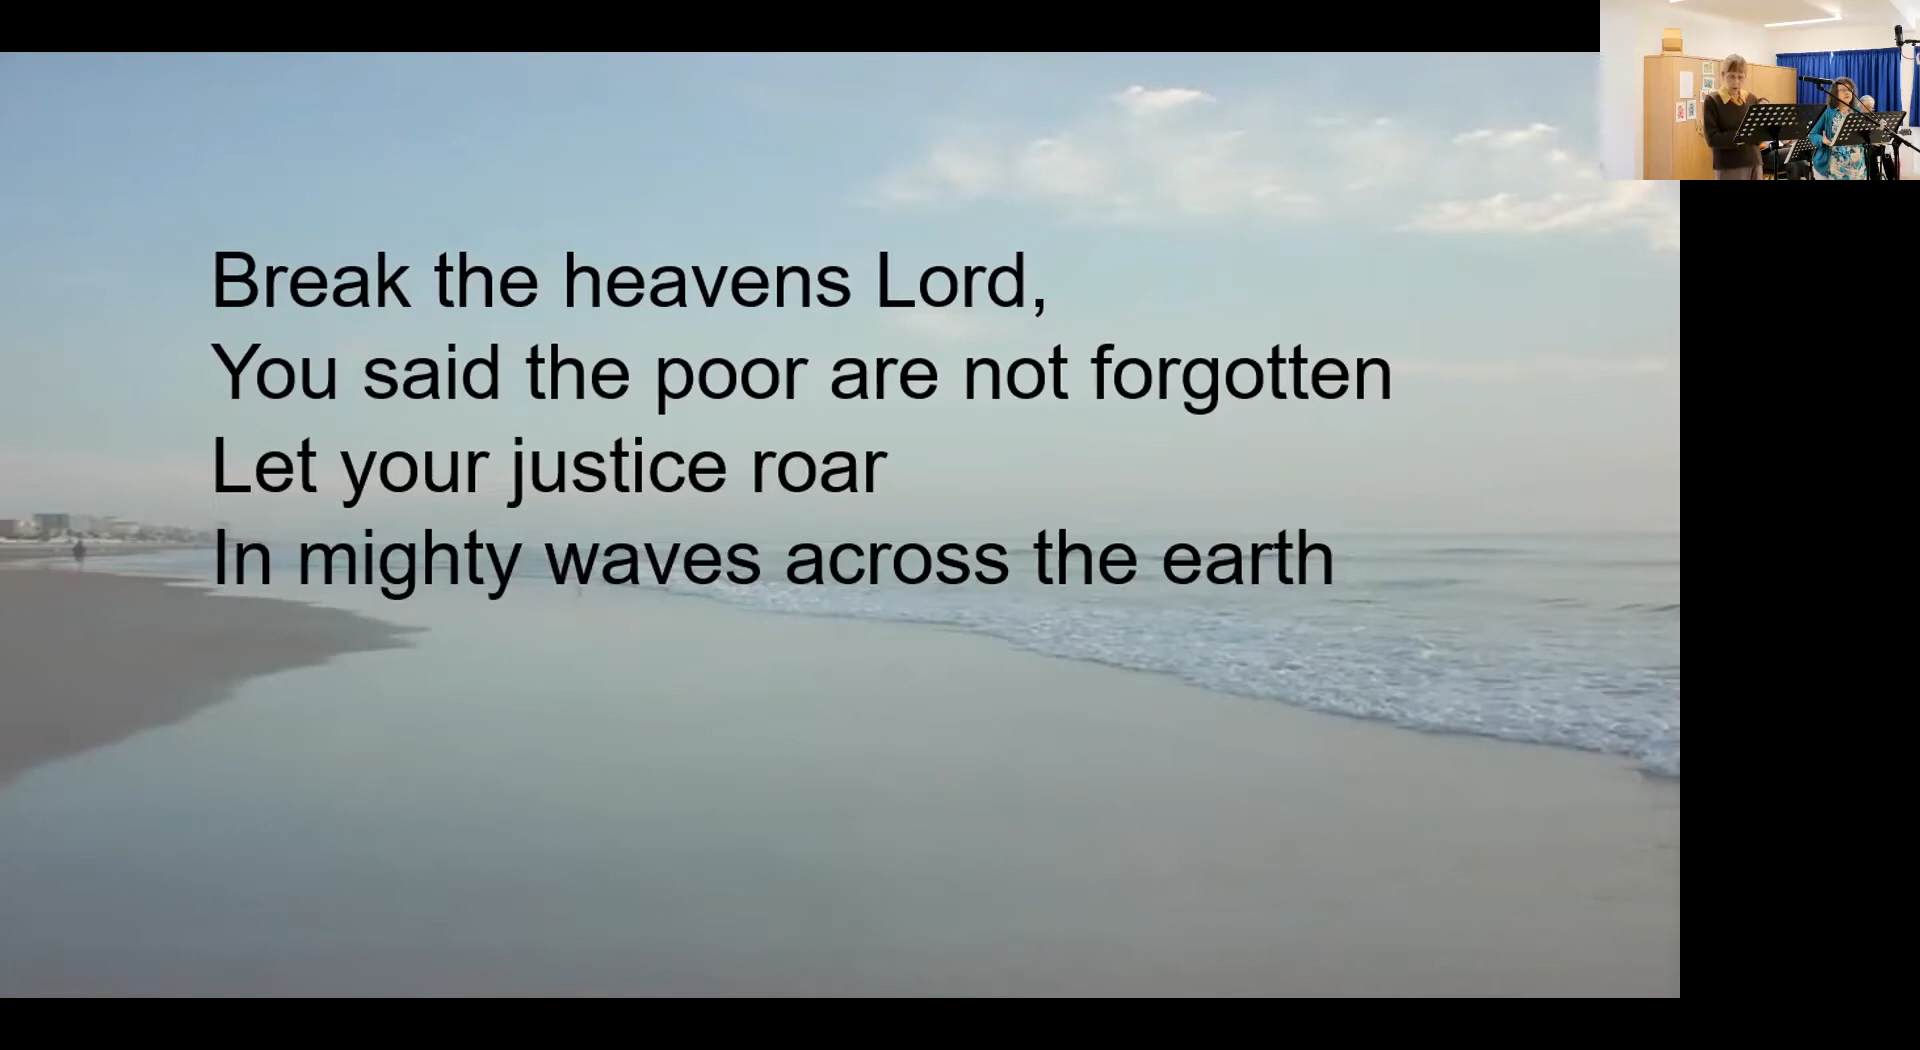 Break the heavens Lord,
You said the poor are not forgotten
Let your justice roar
In mighty waves across the earth